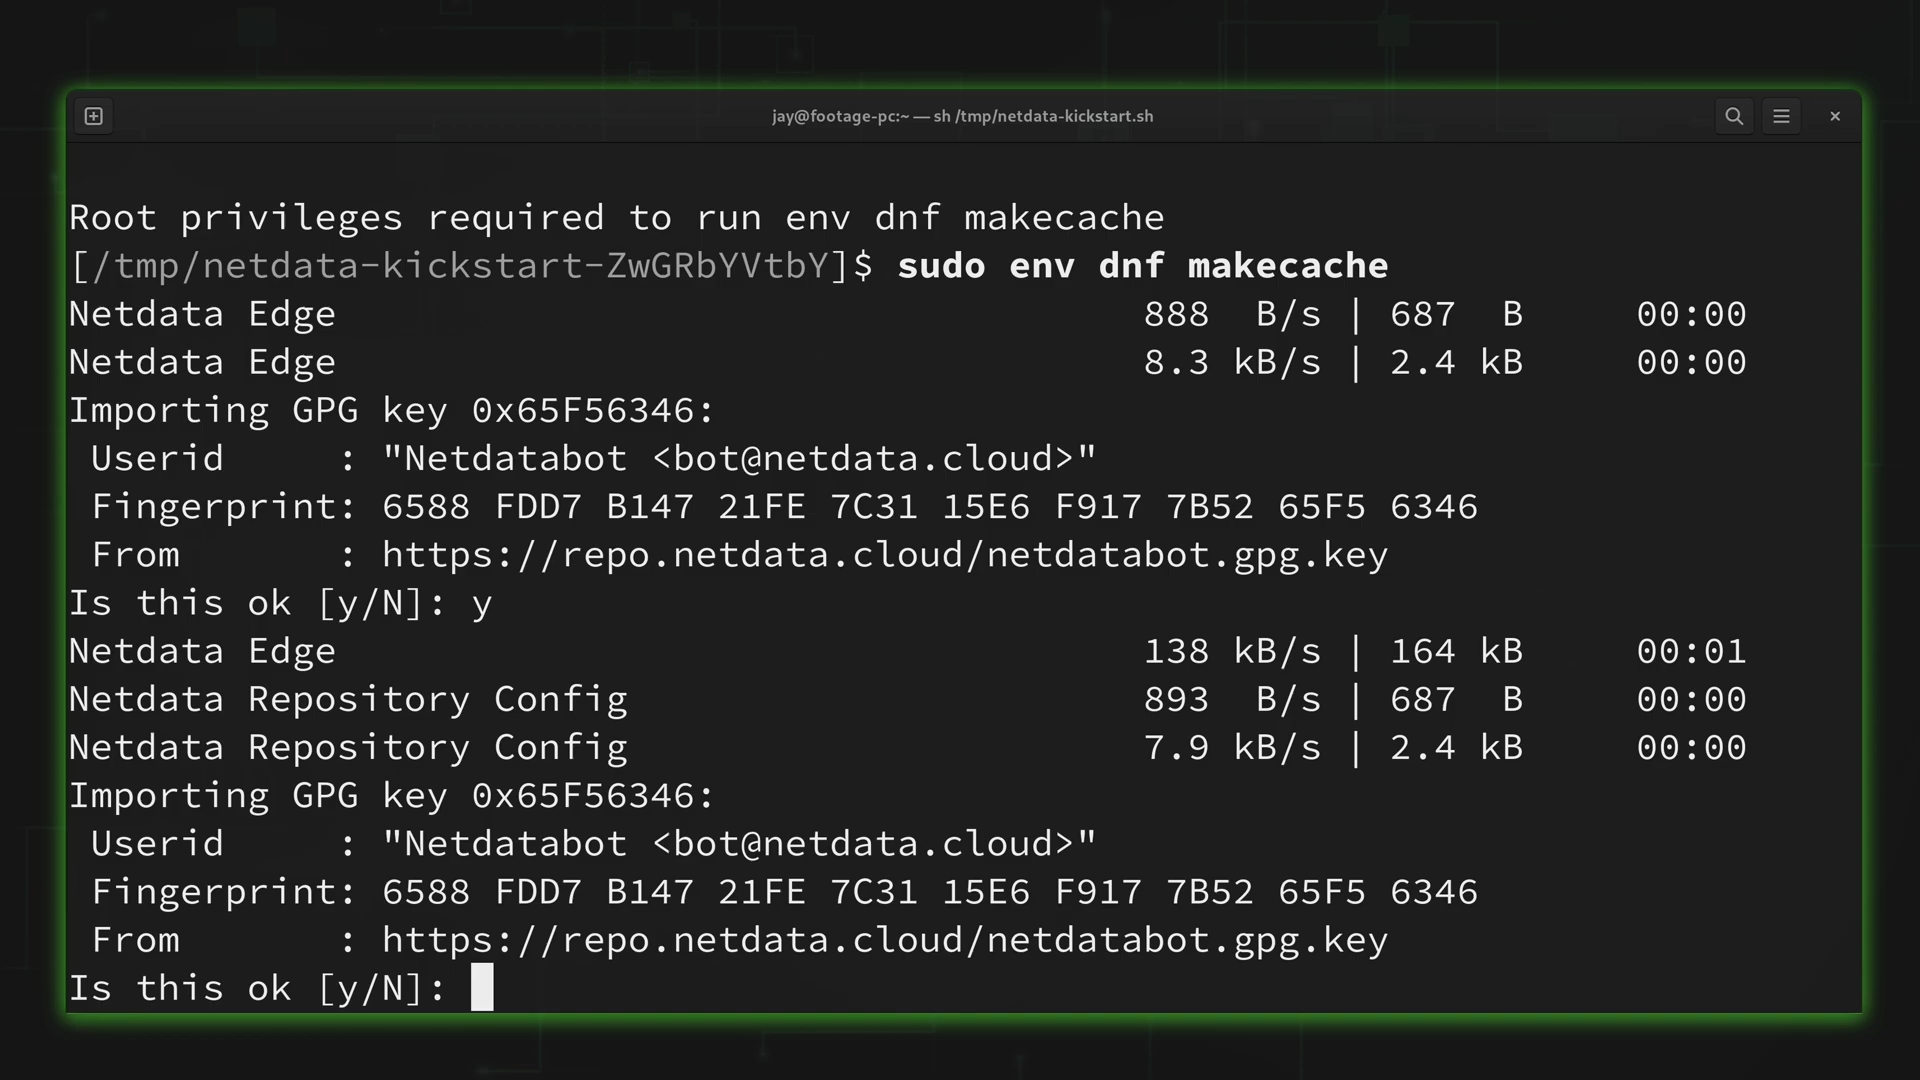 jay@footage-pc:~ — sh /tmp/netdata-kickstart.sh
Root privileges required to run env dnf makecache
[/tmp/netdata-kickstart-ZwGRbYVtbY]$ sudo env dnf makecache
Netdata Edge 888 B/s | 687 B 00:00
Netdata Edge 8.3 kB/s | 2.4 kB 00:00
Importing GPG key 0x65F56346:
Userid : "Netdatabot <bot@netdata.cloud>"
Fingerprint: 6588 FDD7 B147 21FE 7C31 15E6 F917 7B52 65F5 6346
From : https://repo.netdata.cloud/netdatabot.gpg.key
Is this ok [y/N]: y
Netdata Edge 138 kB/s | 164 kB 00:01
Netdata Repository Config 893 B/s | 687 B 00:00
Netdata Repository Config 7.9 kB/s | 2.4 kB 00:00
Importing GPG key 0x65F56346:
Userid : "Netdatabot <bot@netdata.cloud>"
Fingerprint: 6588 FDD7 B147 21FE 7C31 15E6 F917 7B52 65F5 6346
From : https://repo.netdata.cloud/netdatabot.gpg.key
Is this ok [y/N]: